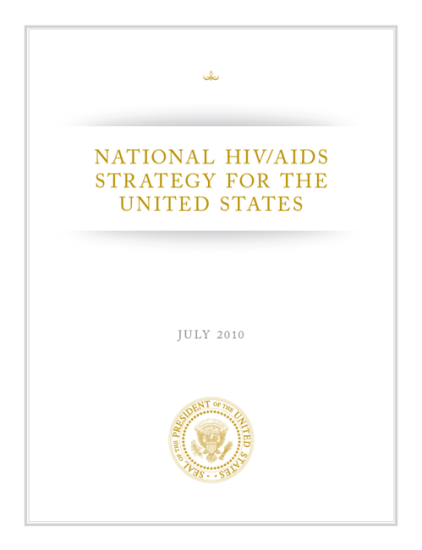 NATIONAL HIV/AIDS
STRATEGY FOR THE
UNITED STATES
JULY 2010
SEAL OF THE PRESIDENT OF THE UNITED STATES